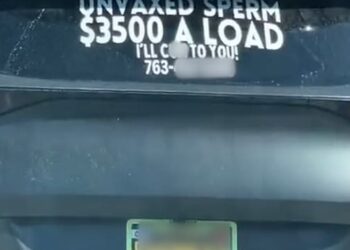 UNVAXED SPERM
$3500 A LOAD
I'LL C TO YOU!
763-